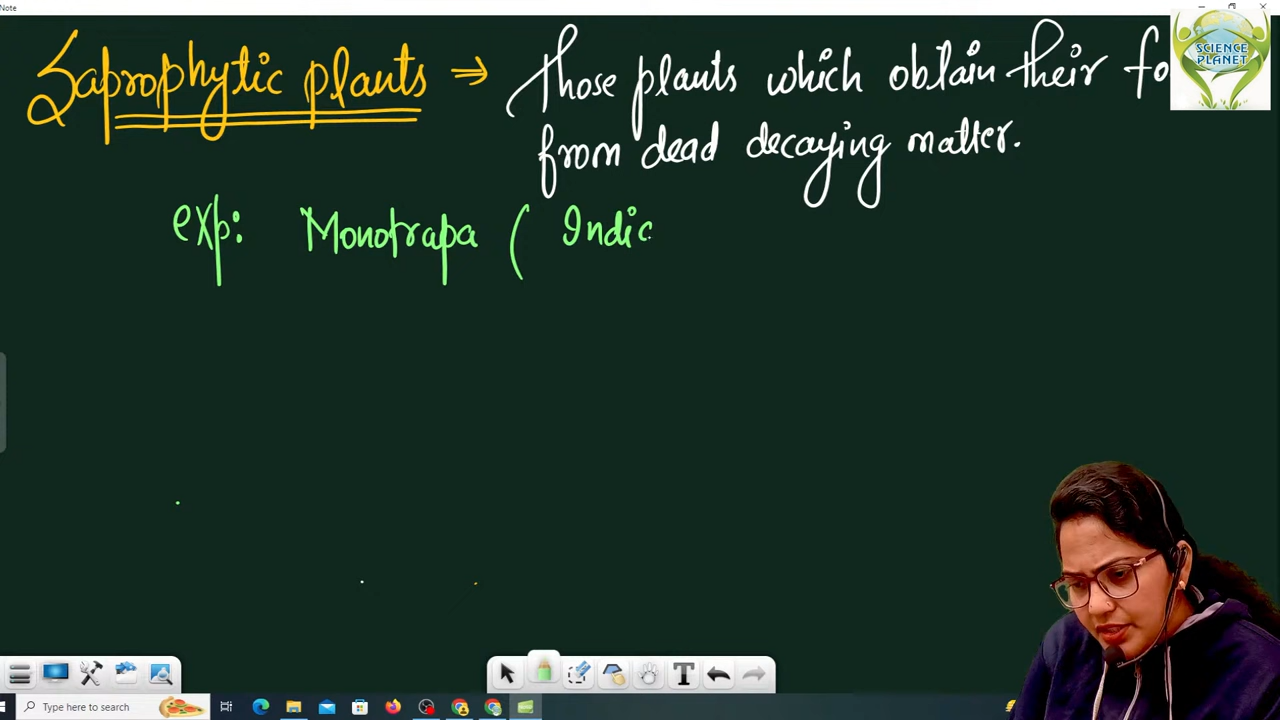 Note
Saprophytic plants ⇒ Those plants which obtain their fo
from dead decaying matter.
exp: Monotrapa ( Indic
SCIENCE
PLANET
Type here to search